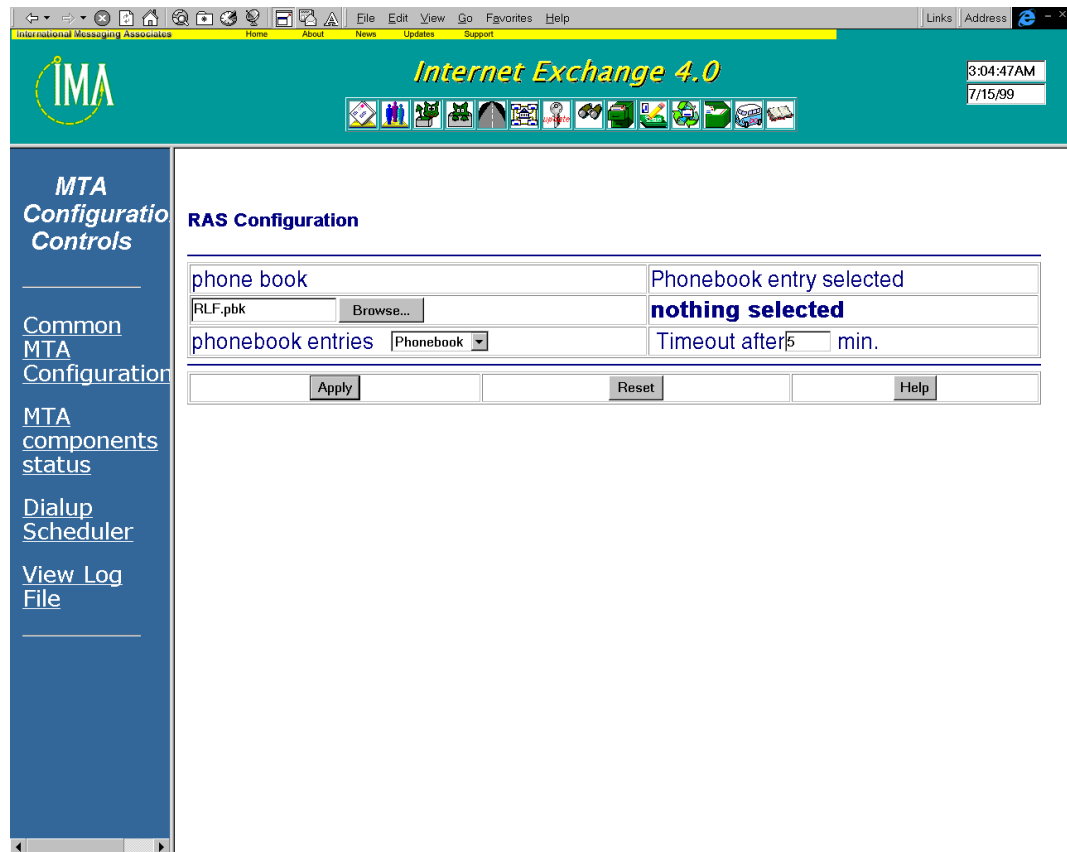 File Edit View Go Favorites Help Links Address
International Messaging Associates Home About News Updates Support
IMA
Internet Exchange 4.0
3:04:47AM
7/15/99
update
MTA
Configuratio
Controls
Common
MTA
Configuration
MTA
components
status
Dialup
Scheduler
View Log
File
RAS Configuration
phone book Phonebook entry selected
RLF.pbk Browse... nothing selected
phonebook entries Phonebook Timeout after 5 min.
Apply Reset Help